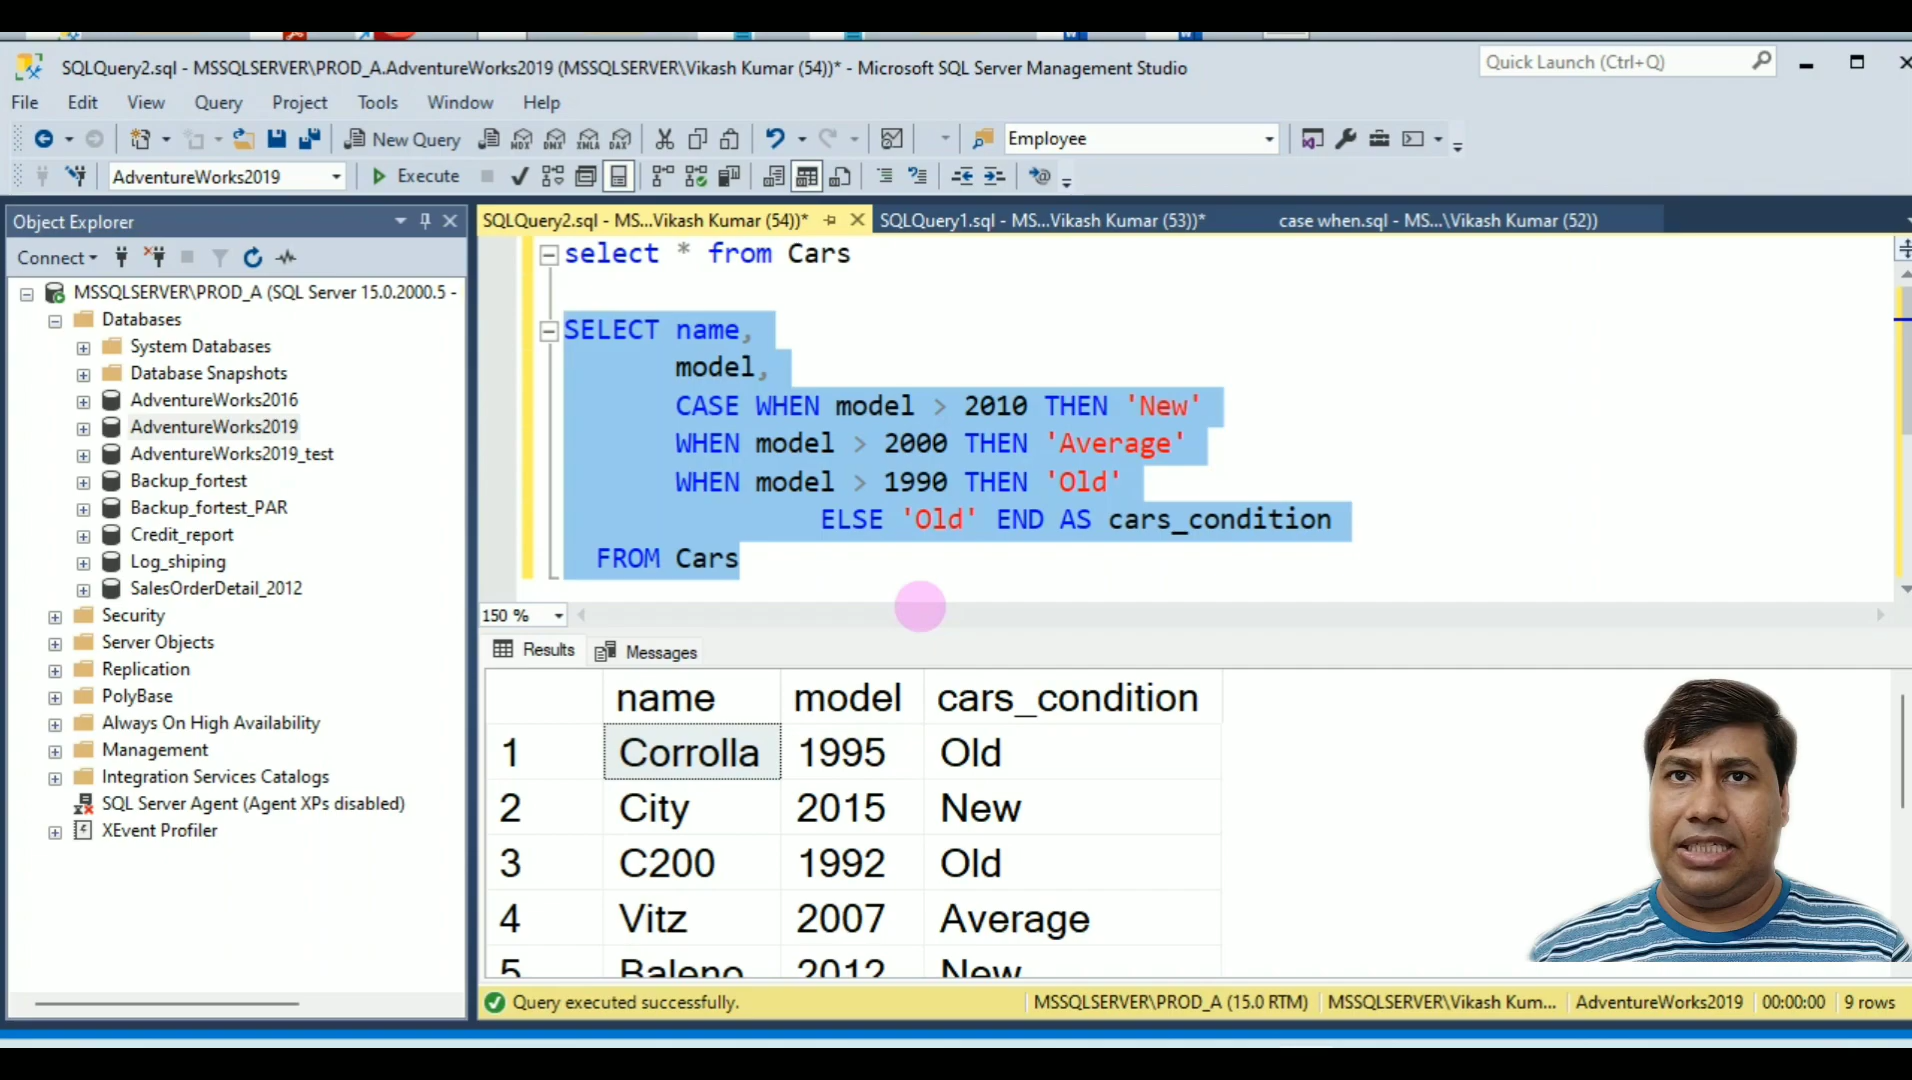 SQLQuery2.sql - MSSQLSERVER\PROD_A.AdventureWorks2019 (MSSQLSERVER\Vikash Kumar (54))* - Microsoft SQL Server Management Studio
Quick Launch (Ctrl+Q)
File Edit View Query Project Tools Window Help
New Query
MDX DMX XMLA DAX
Employee
AdventureWorks2019
Execute
Object Explorer
SQLQuery2.sql - MS...Vikash Kumar (54))*
SQLQuery1.sql - MS...Vikash Kumar (53))*
case when.sql - MS...\Vikash Kumar (52))
Connect
MSSQLSERVER\PROD_A (SQL Server 15.0.2000.5 -
Databases
System Databases
Database Snapshots
AdventureWorks2016
AdventureWorks2019
AdventureWorks2019_test
Backup_fortest
Backup_fortest_PAR
Credit_report
Log_shiping
SalesOrderDetail_2012
Security
Server Objects
Replication
PolyBase
Always On High Availability
Management
Integration Services Catalogs
SQL Server Agent (Agent XPs disabled)
XEvent Profiler
select * from Cars
SELECT name,
model,
CASE WHEN model > 2010 THEN 'New'
WHEN model > 2000 THEN 'Average'
WHEN model > 1990 THEN 'Old'
ELSE 'Old' END AS cars_condition
FROM Cars
150 %
Results Messages
name model cars_condition
1 Corrolla 1995 Old
2 City 2015 New
3 C200 1992 Old
4 Vitz 2007 Average
5 Baleno 2012 New
Query executed successfully.
MSSQLSERVER\PROD_A (15.0 RTM)
MSSQLSERVER\Vikash Kum...
AdventureWorks2019
00:00:00
9 rows